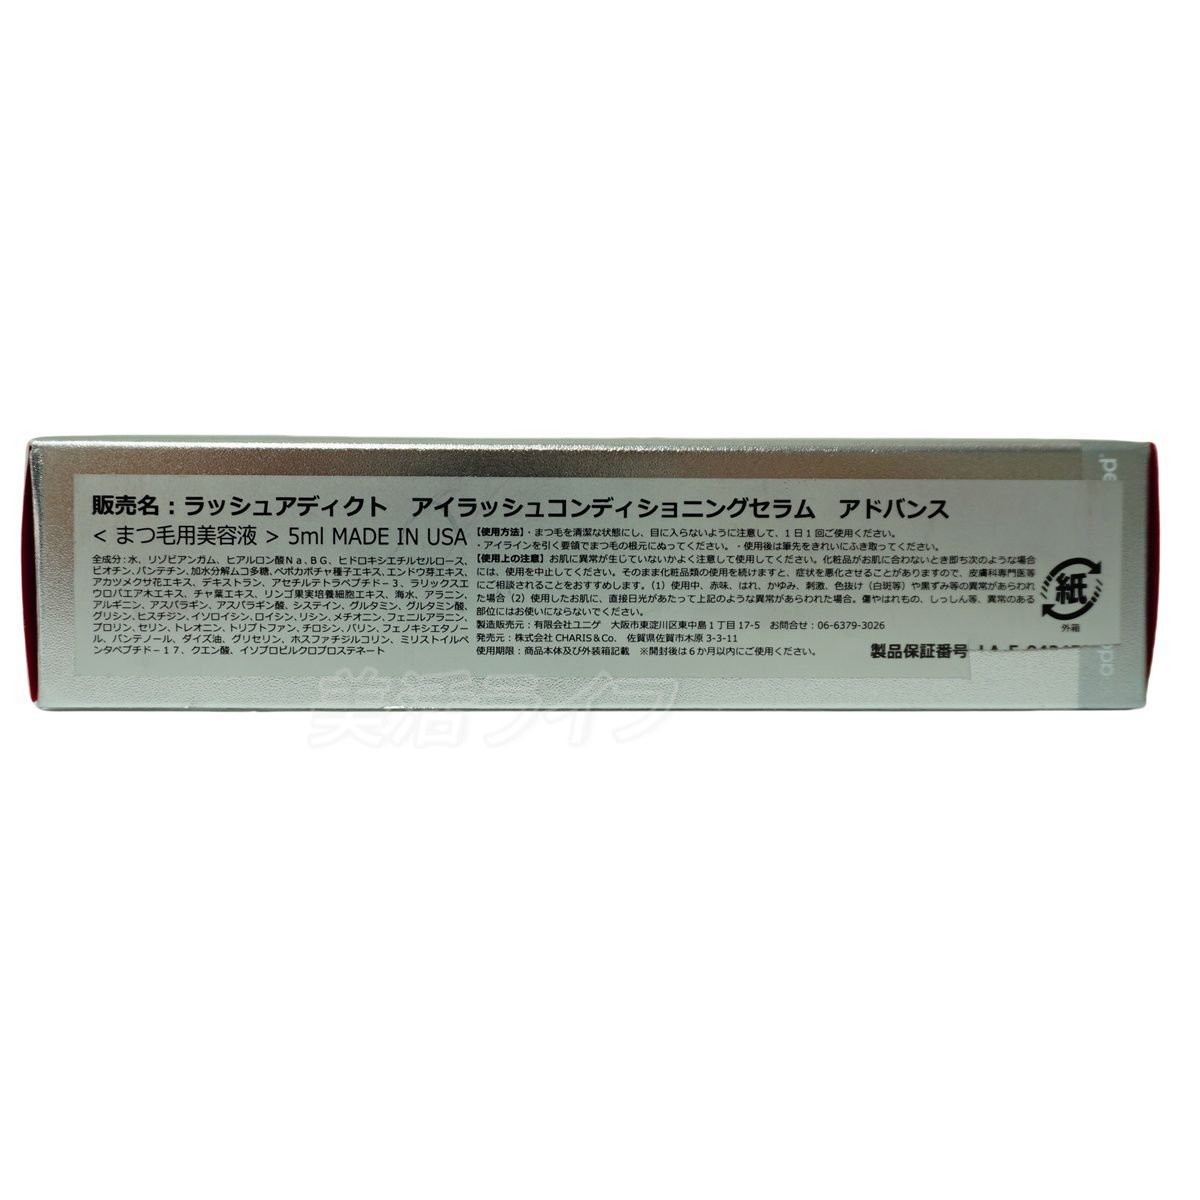 販売名：ラッシュアディクト　アイラッシュコンディショニングセラム　アドバンス
< まつ毛用美容液 > 5ml MADE IN USA
全成分：水、リゾビアンガム、ヒアルロン酸Ｎａ、ＢＧ、ヒドロキシエチルセルロース、
ビオチン、パンテチン、加水分解ムコ多糖、ペポカボチャ種子エキス、エンドウ芽エキス、
アカツメクサ花エキス、デキストラン、アセチルテトラペプチド－３、ラリックスエ
ウロパエア木エキス、チャ葉エキス、リンゴ果実培養細胞エキス、海水、アラニン、
アルギニン、アスパラギン、アスパラギン酸、システイン、グルタミン、グルタミン酸、
グリシン、ヒスチジン、イソロイシン、ロイシン、リシン、メチオニン、フェニルアラニン、
プロリン、セリン、トレオニン、トリプトファン、チロシン、バリン、フェノキシエタノー
ル、パンテノール、ダイズ油、グリセリン、ホスファチジルコリン、ミリストイルペ
ンタペプチド－１７、クエン酸、イソプロピルクロプロステネート
【使用方法】・まつ毛を清潔な状態にし、目に入らないように注意して、１日１回ご使用ください。
・アイラインを引く要領でまつ毛の根元にぬってください。・使用後は筆先をきれいにふき取ってください。
【使用上の注意】お肌に異常が生じていないかよく注意して使用してください。化粧品がお肌に合わないとき即ち次のような場合
には、使用を中止してください。そのまま化粧品類の使用を続けますと、症状を悪化させることがありますので、皮膚科専門医等
にご相談されることをおすすめします。（１）使用中、赤味、はれ、かゆみ、刺激、色抜け（白斑等）や黒ずみ等の異常があらわれ
た場合（２）使用したお肌に、直接日光があたって上記のような異常があらわれた場合。傷やはれもの、しっしん等、異常のある
部位にはお使いにならないでください。
製造販売元：有限会社ユニゲ　大阪市東淀川区東中島１丁目 17-5　お問合せ：06-6379-3026
発売元：株式会社 CHARIS＆Co.　佐賀県佐賀市木原 3-3-11
使用期限：商品本体及び外装箱記載　※開封後は６か月以内にご使用ください。
製品保証番号
紙
外箱
美活ライフ